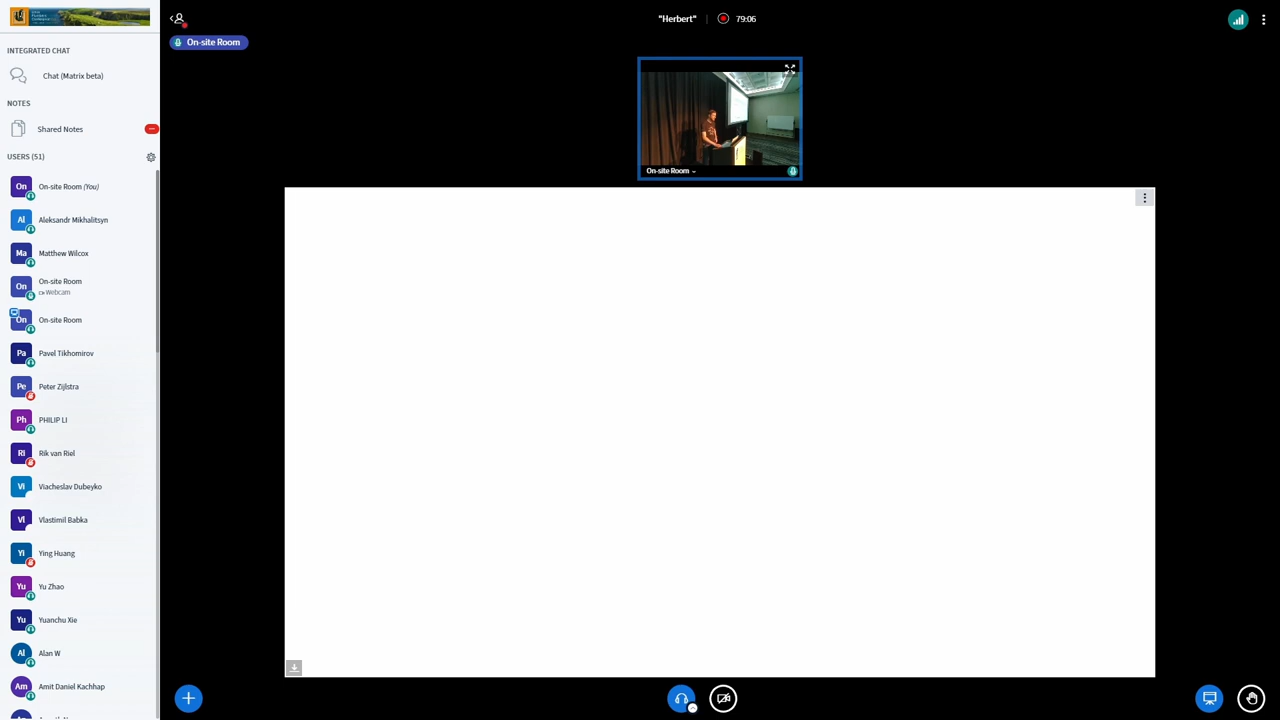 "Herbert"
79:06
On-site Room
INTEGRATED CHAT
Chat (Matrix beta)
NOTES
Shared Notes
USERS (51)
On On-site Room (You)
Al Aleksandr Mikhalitsyn
Ma Matthew Wilcox
On On-site Room
Webcam
On On-site Room
Pa Pavel Tikhomirov
Pe Peter Zijlstra
Ph PHILIP LI
Ri Rik van Riel
Vi Viacheslav Dubeyko
Vl Vlastimil Babka
Yi Ying Huang
Yu Yu Zhao
Yu Yuanchu Xie
Al Alan W
Am Amit Daniel Kachhap
On-site Room